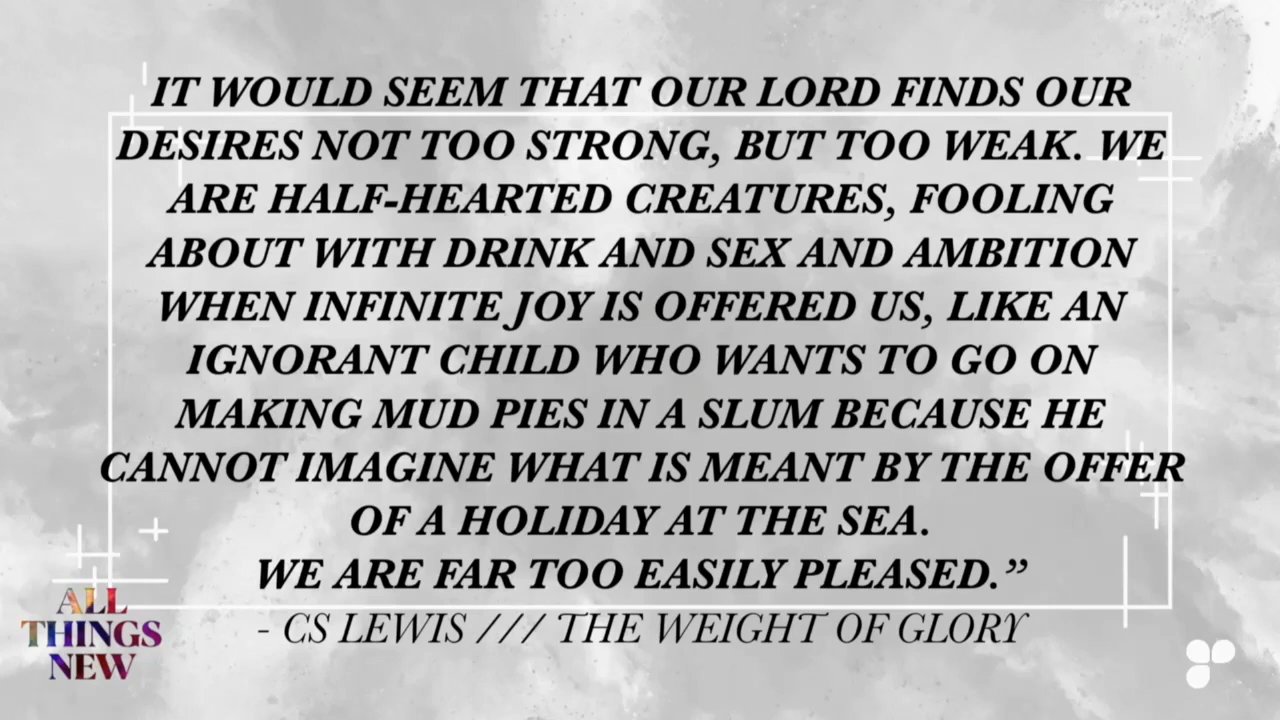 IT WOULD SEEM THAT OUR LORD FINDS OUR
DESIRES NOT TOO STRONG, BUT TOO WEAK. WE
ARE HALF-HEARTED CREATURES, FOOLING
ABOUT WITH DRINK AND SEX AND AMBITION
WHEN INFINITE JOY IS OFFERED US, LIKE AN
IGNORANT CHILD WHO WANTS TO GO ON
MAKING MUD PIES IN A SLUM BECAUSE HE
CANNOT IMAGINE WHAT IS MEANT BY THE OFFER
OF A HOLIDAY AT THE SEA.
WE ARE FAR TOO EASILY PLEASED.”
- CS LEWIS /// THE WEIGHT OF GLORY
ALL
THINGS
NEW